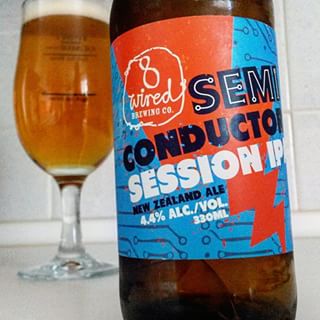 8
wired
BREWING CO.
SEMI
CONDUCTO
SESSION IP
NEW ZEALAND ALE
4.4% ALC./VOL.
330ML